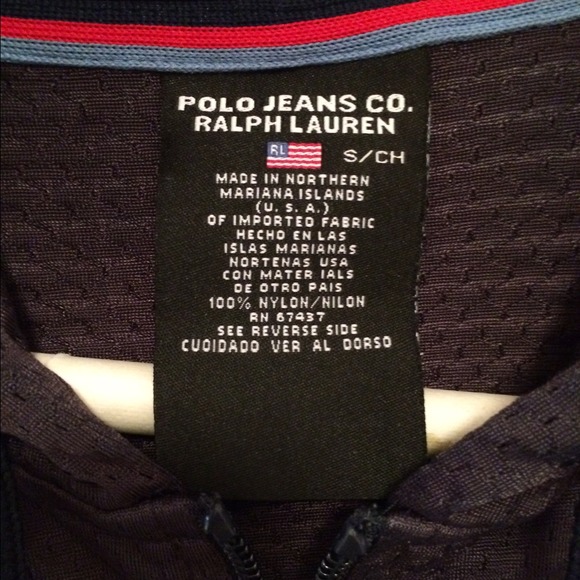 POLO JEANS CO.
RALPH LAUREN
RL S/CH
MADE IN NORTHERN
MARIANA ISLANDS
(U.S.A.)
OF IMPORTED FABRIC
HECHO EN LAS
ISLAS MARIANAS
NORTENAS USA
CON MATER IALS
DE OTRO PAIS
100% NYLON/NILON
RN 67437
SEE REVERSE SIDE
CUOIDADO VER AL DORSO